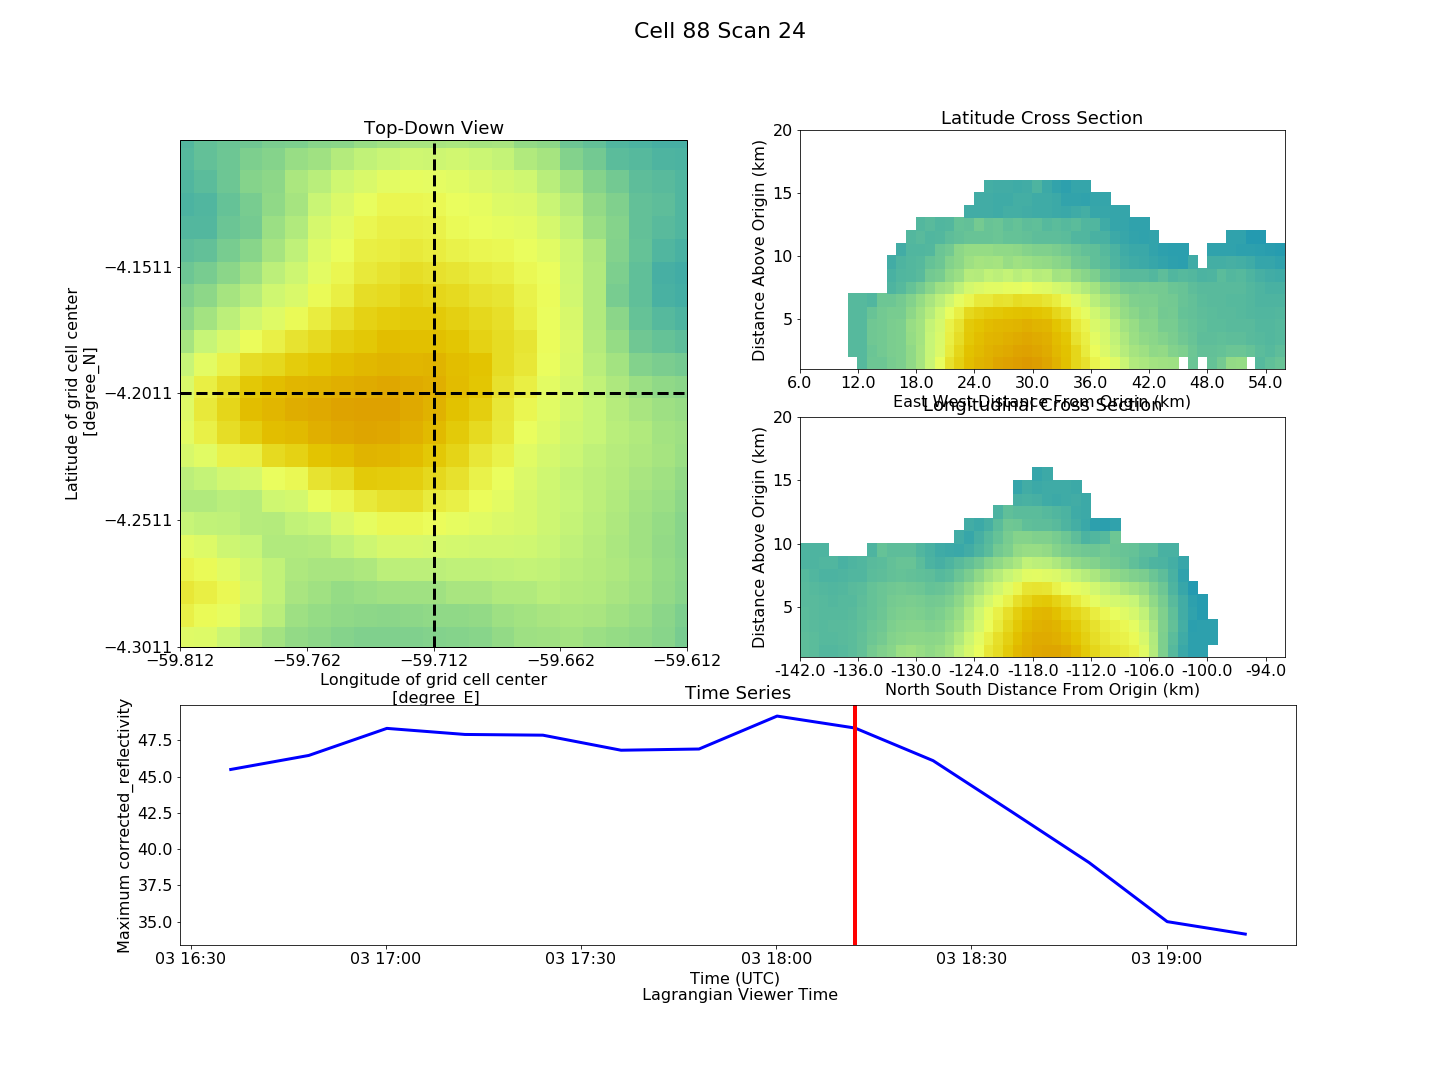 Cell 88 Scan 24
Top-Down View
Latitude of grid cell center
[degree_N]
−4.1511
−4.2011
−4.2511
−4.3011
−59.812
−59.762
−59.712
−59.662
−59.612
Longitude of grid cell center
[degree_E]
Latitude Cross Section
Distance Above Origin (km)
20
15
10
5
6.0
12.0
18.0
24.0
30.0
36.0
42.0
48.0
54.0
East West Distance From Origin (km)
Longitudinal Cross Section
Distance Above Origin (km)
20
15
10
5
-142.0
-136.0
-130.0
-124.0
-118.0
-112.0
-106.0
-100.0
-94.0
North South Distance From Origin (km)
Time Series
Maximum corrected_reflectivity
47.5
45.0
42.5
40.0
37.5
35.0
03 16:30
03 17:00
03 17:30
03 18:00
03 18:30
03 19:00
Time (UTC)
Lagrangian Viewer Time